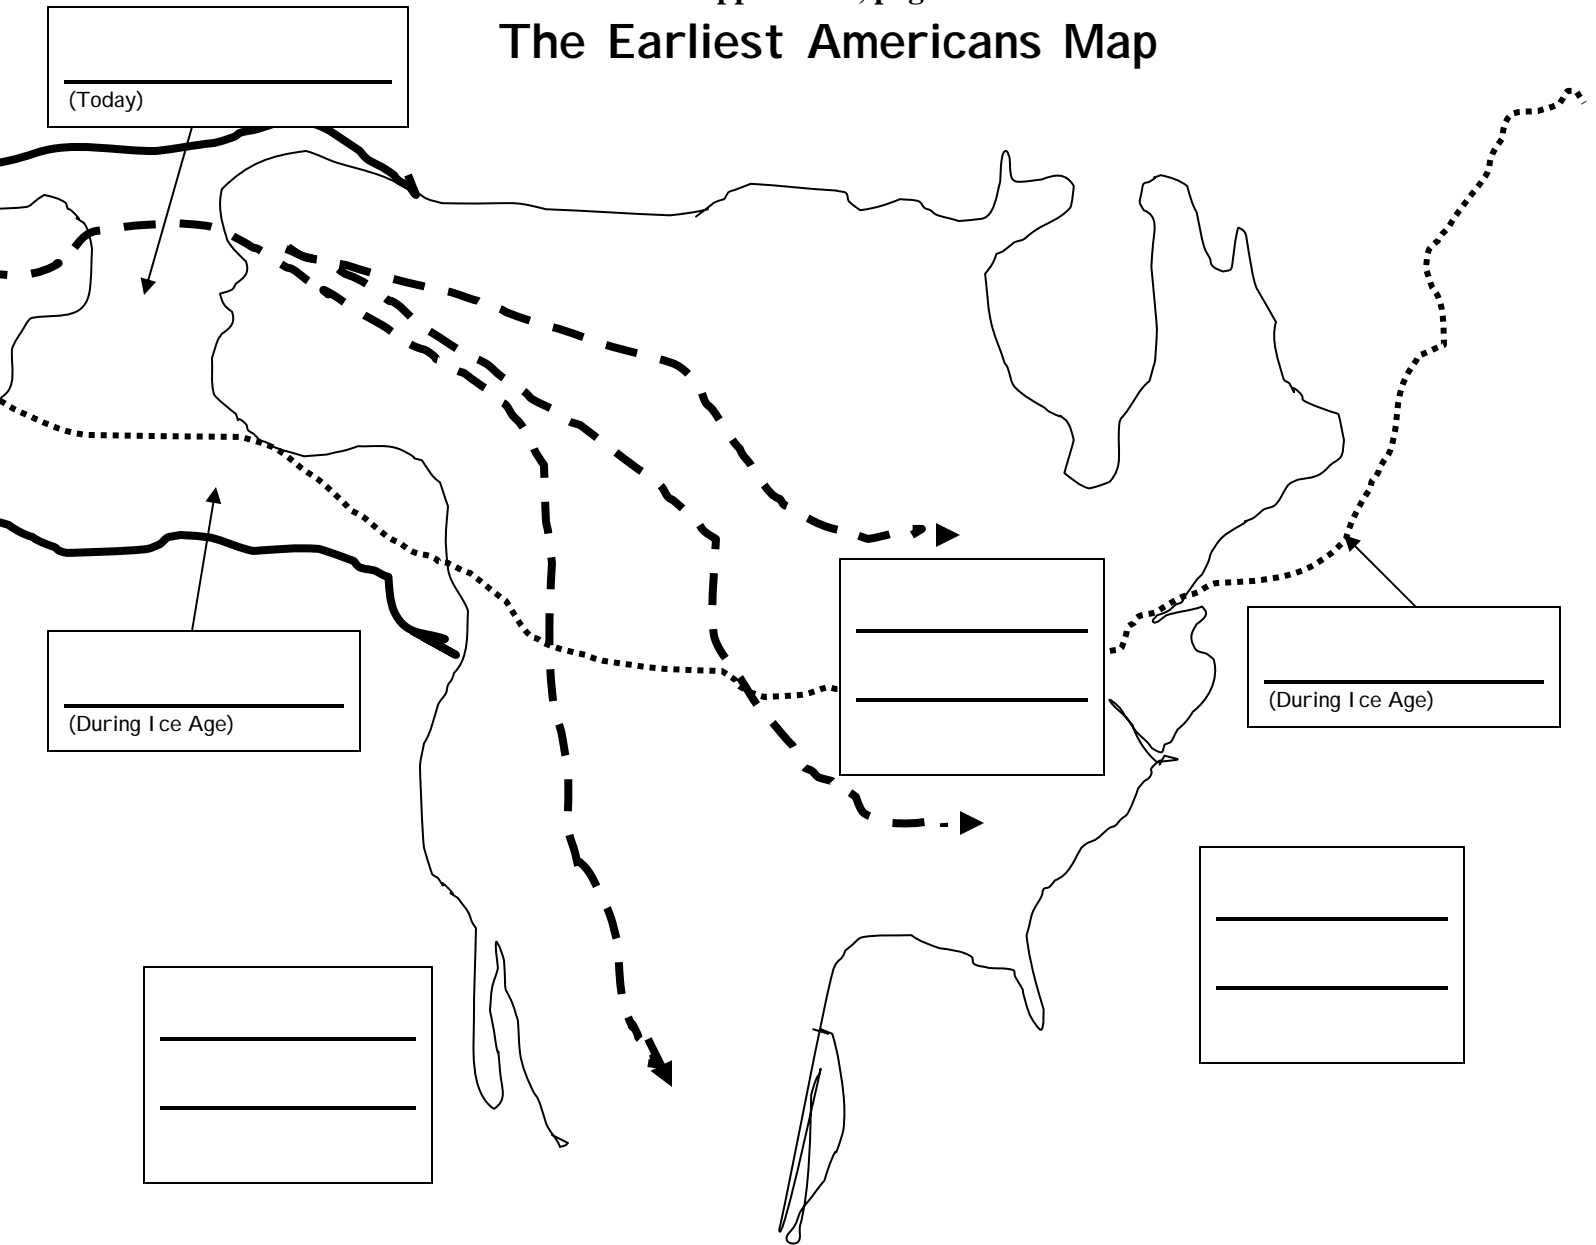 The Earliest Americans Map
(Today)
(During Ice Age)
(During Ice Age)